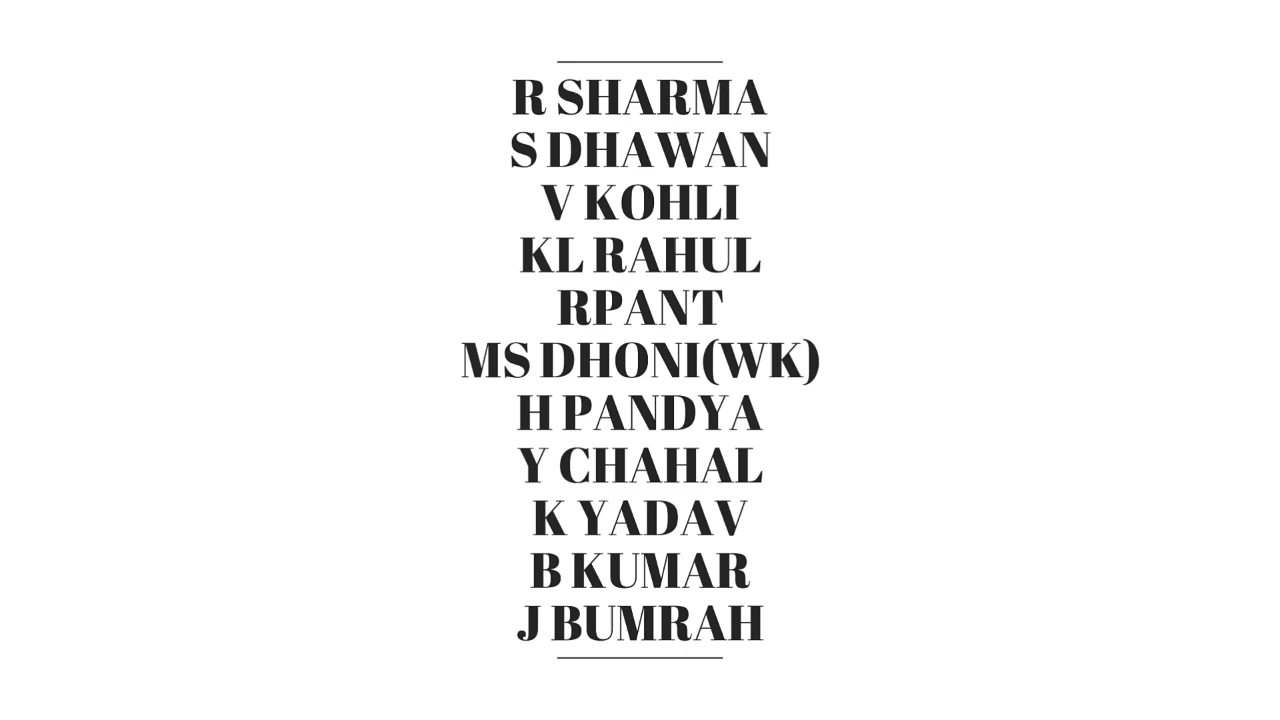 R SHARMA
S DHAWAN
V KOHLI
KL RAHUL
RPANT
MS DHONI(WK)
H PANDYA
Y CHAHAL
K YADAV
B KUMAR
J BUMRAH